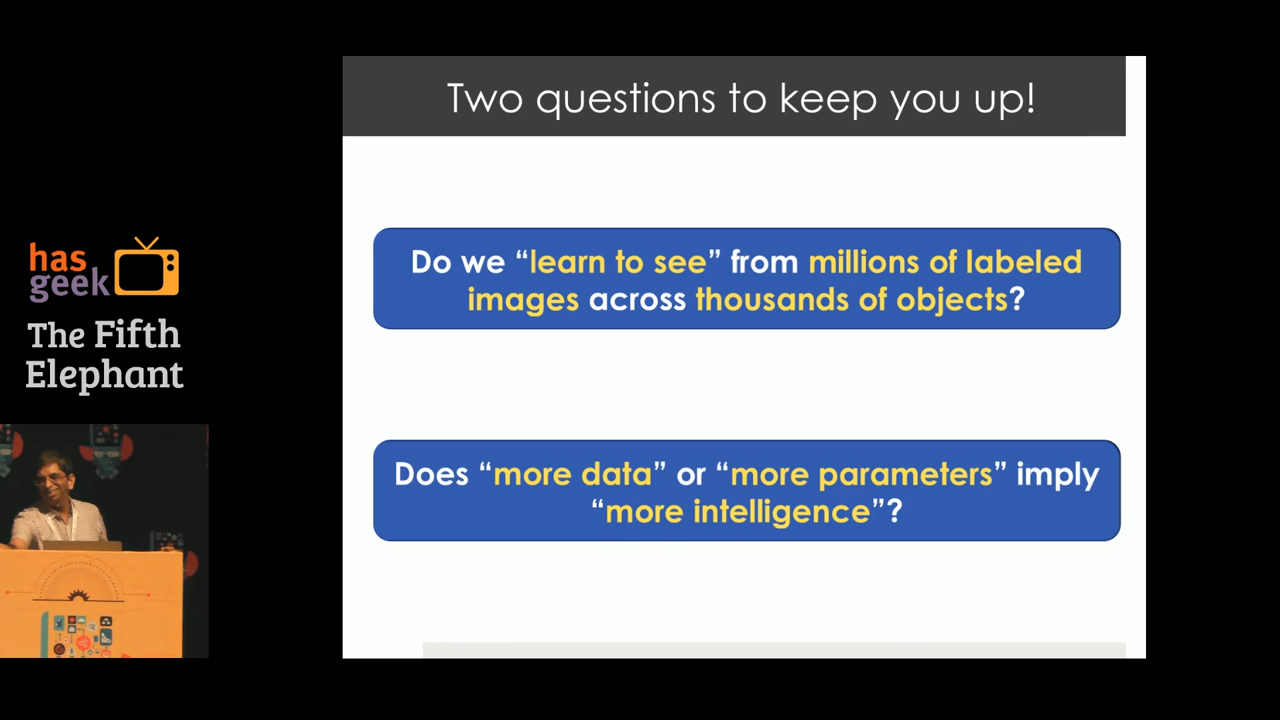 Two questions to keep you up!
Do we “learn to see” from millions of labeled
images across thousands of objects?
Does “more data” or “more parameters” imply
“more intelligence”?
has
geek
The Fifth
Elephant